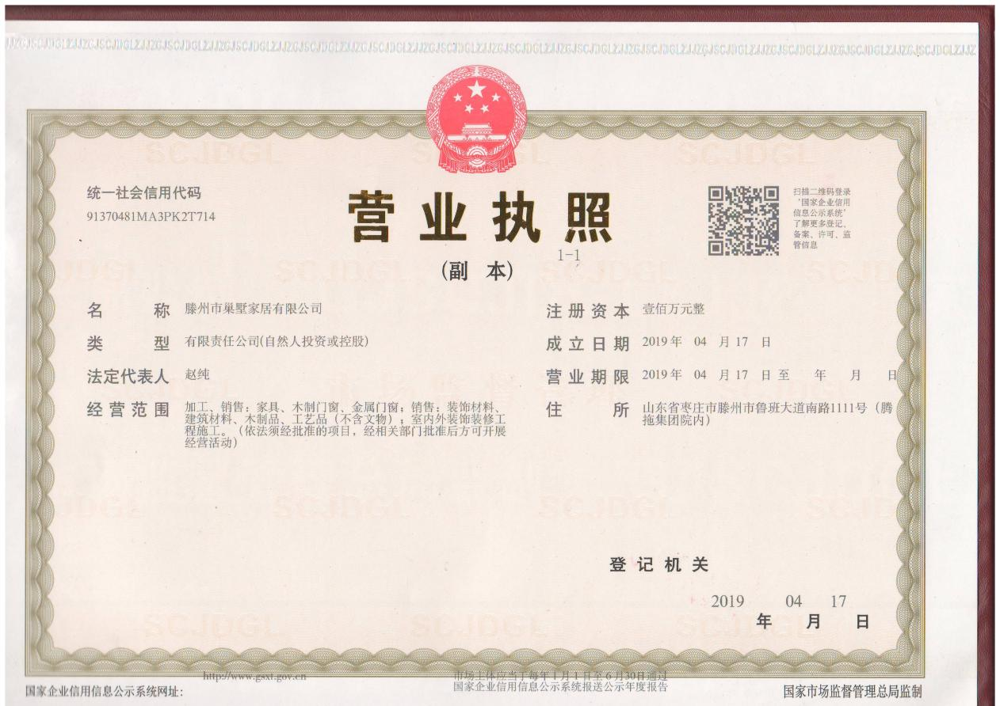 统一社会信用代码
91370481MA3PK2T714
营业执照
(副 本)
1-1
扫描二维码登录
‘国家企业信用
信息公示系统’
了解更多登记、
备案、许可、监
管信息
名 称 滕州市巢墅家居有限公司
类 型 有限责任公司(自然人投资或控股)
法定代表人 赵纯
经营范围 加工、销售：家具、木制门窗、金属门窗；销售：装饰材料、
建筑材料、木制品、工艺品（不含文物）；室内外装饰装修工
程施工。（依法须经批准的项目，经相关部门批准后方可开展
经营活动）
注册资本 壹佰万元整
成立日期 2019年 04 月 17 日
营业期限 2019年 04 月 17 日 至 年 月 日
住 所 山东省枣庄市滕州市鲁班大道南路1111号（腾
拖集团院内）
登记机关
2019 04 17
年 月 日
http://www.gsxt.gov.cn
国家企业信用信息公示系统网址：
市场主体应当于每年1月1日至6月30日通过
国家企业信用信息公示系统报送公示年度报告
国家市场监督管理总局监制